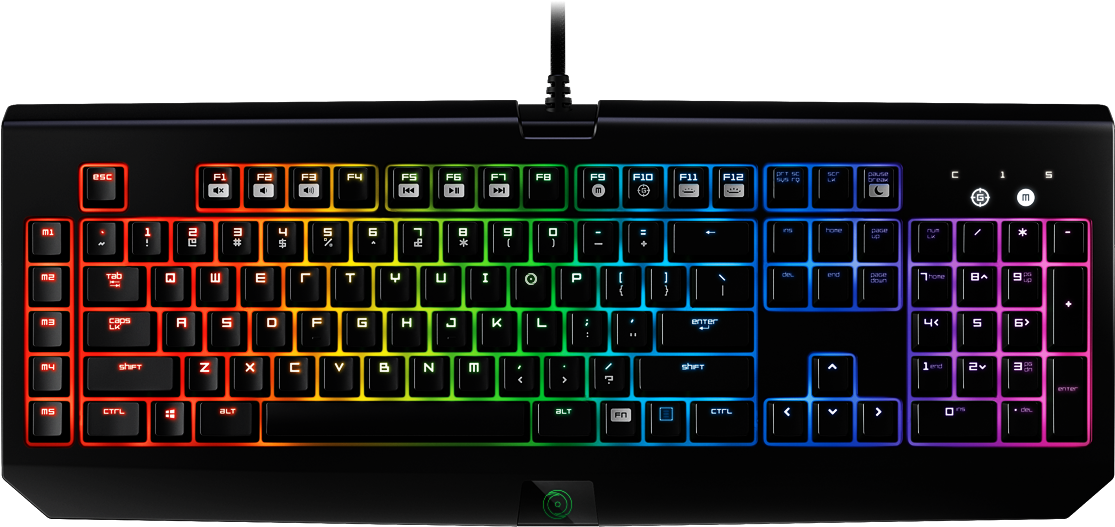 esc F1 F2 F3 F4 F5 F6 F7 F8 F9 F10 F11 F12 prt sc scr pause C 1 S
sys rq lk break
M G M
m1 ~ 1 ! 2 @ 3 # 4 $ 5 % 6 ^ 7 & 8 * 9 ( 0 ) - _ = + ← ins home page up num lk / * -
m2 Tab Q W E R T Y U I P [ { ] } \ | del end page down 7 home 8 ^ 9 pg up +
m3 caps lk A S D F G H J K L ; : ' " enter 4 < 5 6 >
m4 shift Z X C V B N M , < . > / ? shift ^ 1 end 2 3 pg dn enter
m5 ctrl alt alt FN ctrl < > 0 ins . del